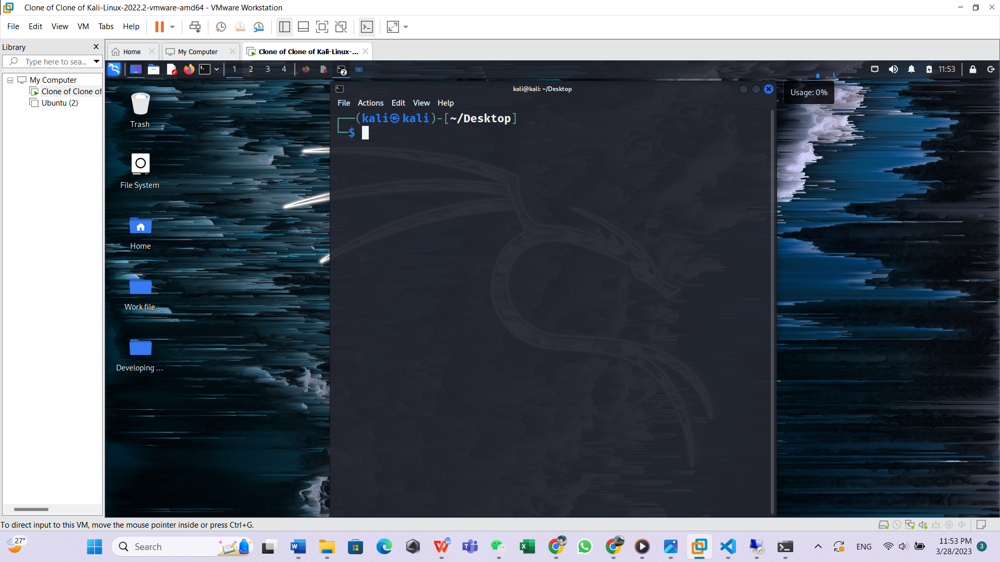 Clone of Clone of Kali-Linux-2022.2-vmware-amd64 - VMware Workstation
File Edit View VM Tabs Help
Library
Type here to sea...
My Computer
Clone of Clone of
Ubuntu (2)
Home
My Computer
Clone of Clone of Kali-Linux-...
1 2 3 4
2
11:53
Usage: 0%
Trash
File System
Home
Work file
Developing ...
kali@kali: ~/Desktop
File Actions Edit View Help
┌──(kali㉿kali)-[~/Desktop]
└─$
To direct input to this VM, move the mouse pointer inside or press Ctrl+G.
27°
Search
ENG
11:53 PM
3/28/2023
3